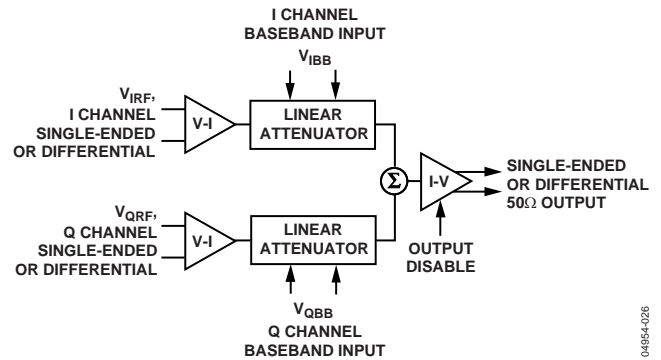 I CHANNEL
BASEBAND INPUT
VIBB
VIRF,
I CHANNEL
SINGLE-ENDED
OR DIFFERENTIAL
V-I
LINEAR
ATTENUATOR
Σ
I-V
SINGLE-ENDED
OR DIFFERENTIAL
50Ω OUTPUT
OUTPUT
DISABLE
VQRF,
Q CHANNEL
SINGLE-ENDED
OR DIFFERENTIAL
V-I
LINEAR
ATTENUATOR
VQBB
Q CHANNEL
BASEBAND INPUT
04954-026